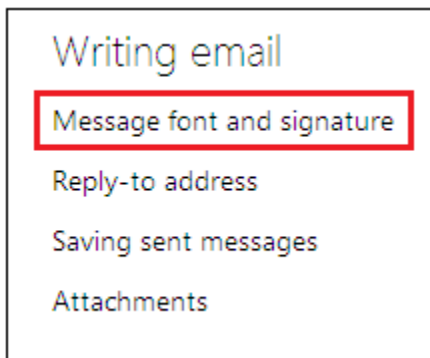 Writing email
Message font and signature
Reply-to address
Saving sent messages
Attachments